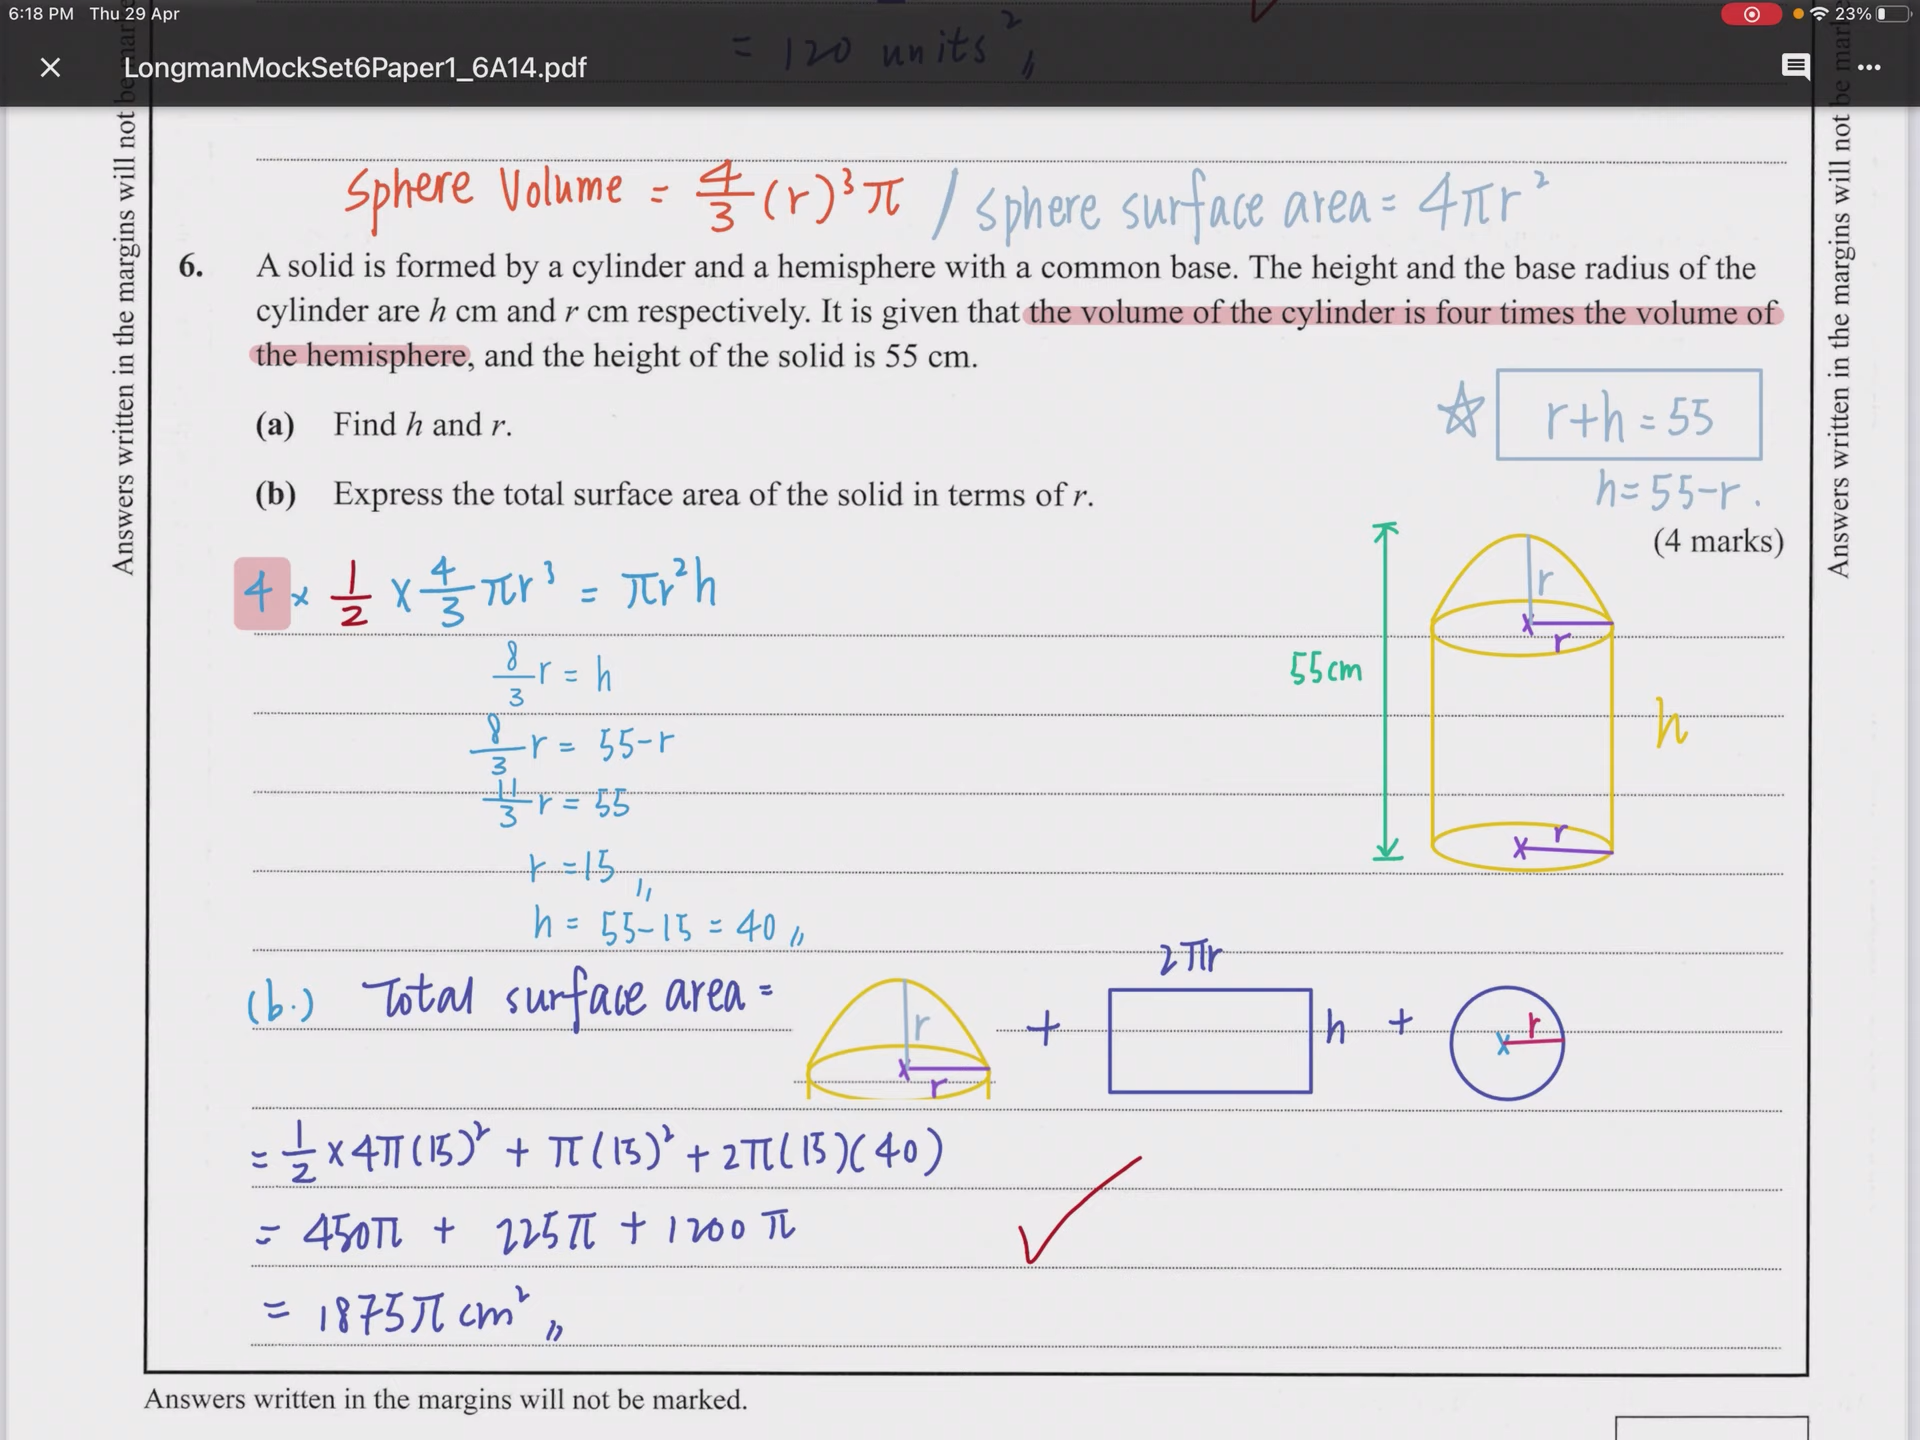 6:18 PM Thu 29 Apr
23%
= 120 units²
LongmanMockSet6Paper1_6A14.pdf
Answers written in the margins will not be mar
Answers written in the margins will not be mar
Sphere Volume = 4/3 (r)³π / sphere surface area = 4πr²
6. A solid is formed by a cylinder and a hemisphere with a common base. The height and the base radius of the
cylinder are h cm and r cm respectively. It is given that the volume of the cylinder is four times the volume of
the hemisphere, and the height of the solid is 55 cm.
(a) Find h and r.
r+h = 55
(b) Express the total surface area of the solid in terms of r.
h = 55-r.
(4 marks)
4 × 1/2 × 4/3 πr³ = πr²h
r
r
8/3 r = h
55cm
h
8/3 r = 55-r
11/3 r = 55
r
r = 15
h = 55-15 = 40
(b.) Total surface area =
r
r
+
2πr
h
+
r
= 1/2 × 4π(15)² + π(15)² + 2π(15)(40)
= 450π + 225π + 1200π
= 1875π cm²
Answers written in the margins will not be marked.